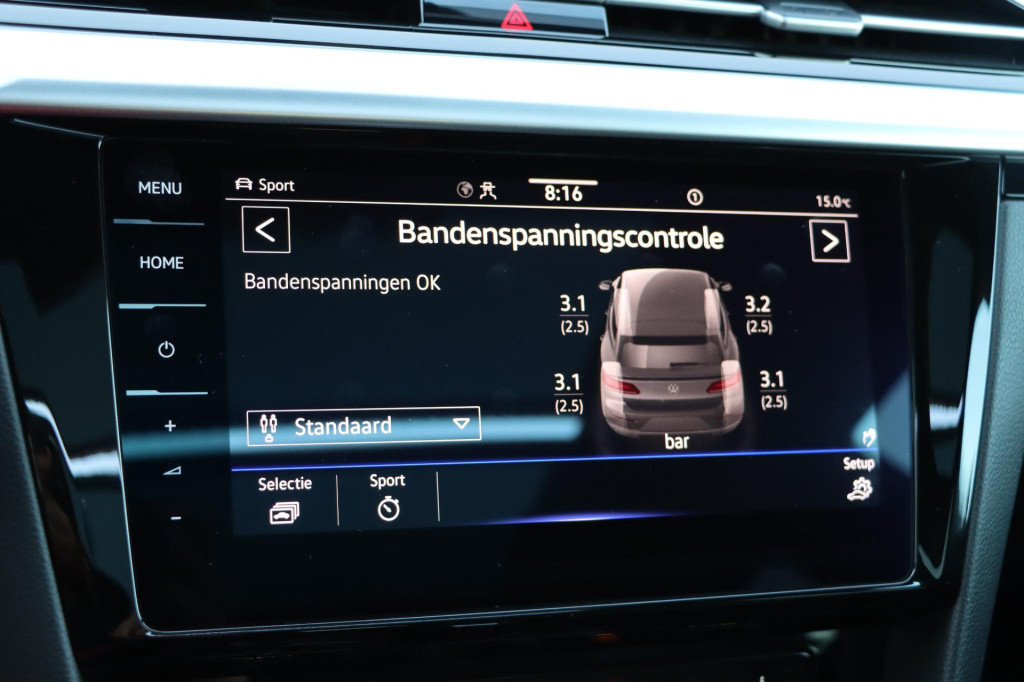 MENU
HOME
+
-
Sport
8:16
1
15.0°C
<
Bandenspanningscontrole
>
Bandenspanningen OK
3.1
(2.5)
3.2
(2.5)
3.1
(2.5)
3.1
(2.5)
bar
Standaard
Selectie
Sport
Setup